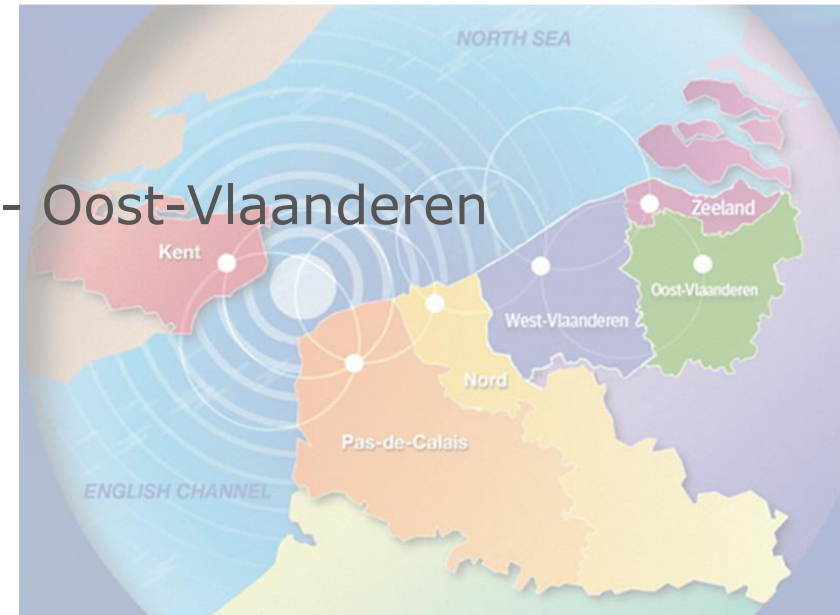 NORTH SEA
- Oost-Vlaanderen
Zeeland
Kent
Oost-Vlaanderen
West-Vlaanderen
Nord
Pas-de-Calais
ENGLISH CHANNEL